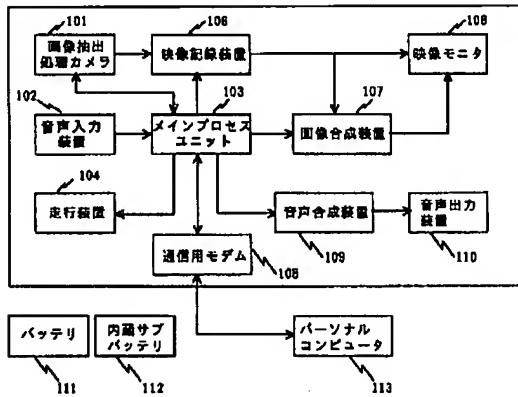 101
106
108
画像抽出
処理カメラ
映像記録装置
映像モニタ
102
103
107
音声入力
装置
メインプロセス
ユニット
画像合成装置
104
走行装置
音声合成装置
音声出力
装置
通信用モデム
105
109
110
バッテリ
内蔵サブ
バッテリ
パーソナル
コンピュータ
111
112
113